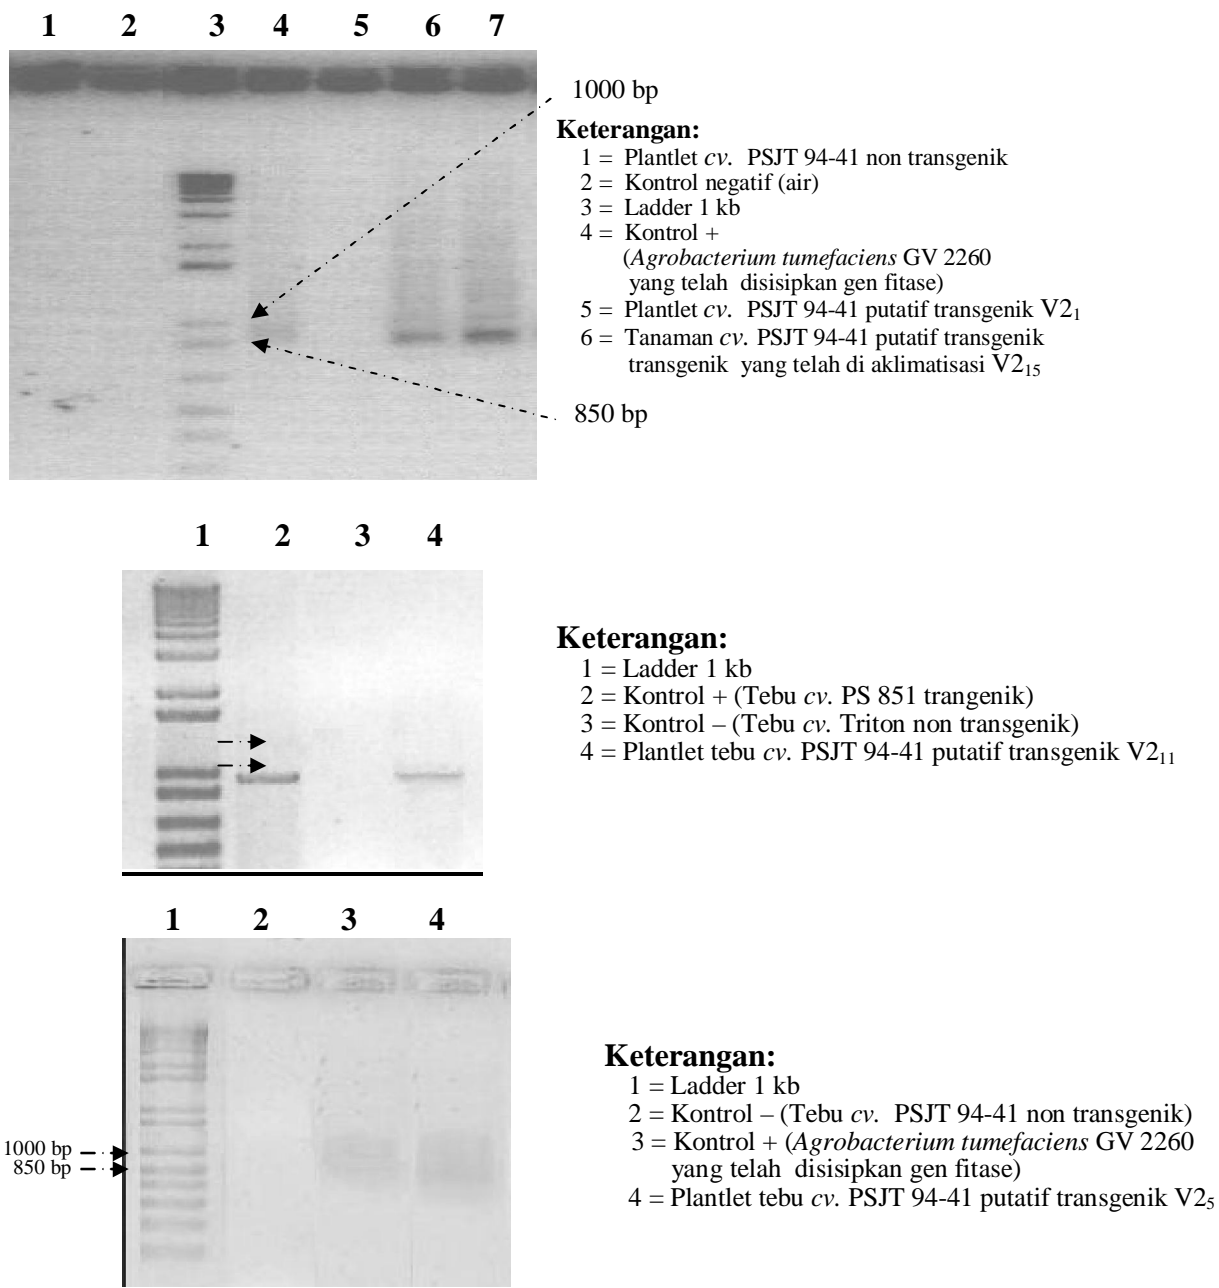 1 2 3 4 5 6 7
1000 bp
Keterangan:
1 = Plantlet cv. PSJT 94-41 non transgenik
2 = Kontrol negatif (air)
3 = Ladder 1 kb
4 = Kontrol +
(Agrobacterium tumefaciens GV 2260
yang telah disisipkan gen fitase)
5 = Plantlet cv. PSJT 94-41 putatif transgenik V2₁
6 = Tanaman cv. PSJT 94-41 putatif transgenik
transgenik yang telah di aklimatisasi V2₁₅
850 bp
1 2 3 4
Keterangan:
1 = Ladder 1 kb
2 = Kontrol + (Tebu cv. PS 851 trangenik)
3 = Kontrol – (Tebu cv. Triton non transgenik)
4 = Plantlet tebu cv. PSJT 94-41 putatif transgenik V2₁₁
1 2 3 4
Keterangan:
1 = Ladder 1 kb
2 = Kontrol – (Tebu cv. PSJT 94-41 non transgenik)
3 = Kontrol + (Agrobacterium tumefaciens GV 2260
yang telah disisipkan gen fitase)
4 = Plantlet tebu cv. PSJT 94-41 putatif transgenik V2₅
1000 bp
850 bp